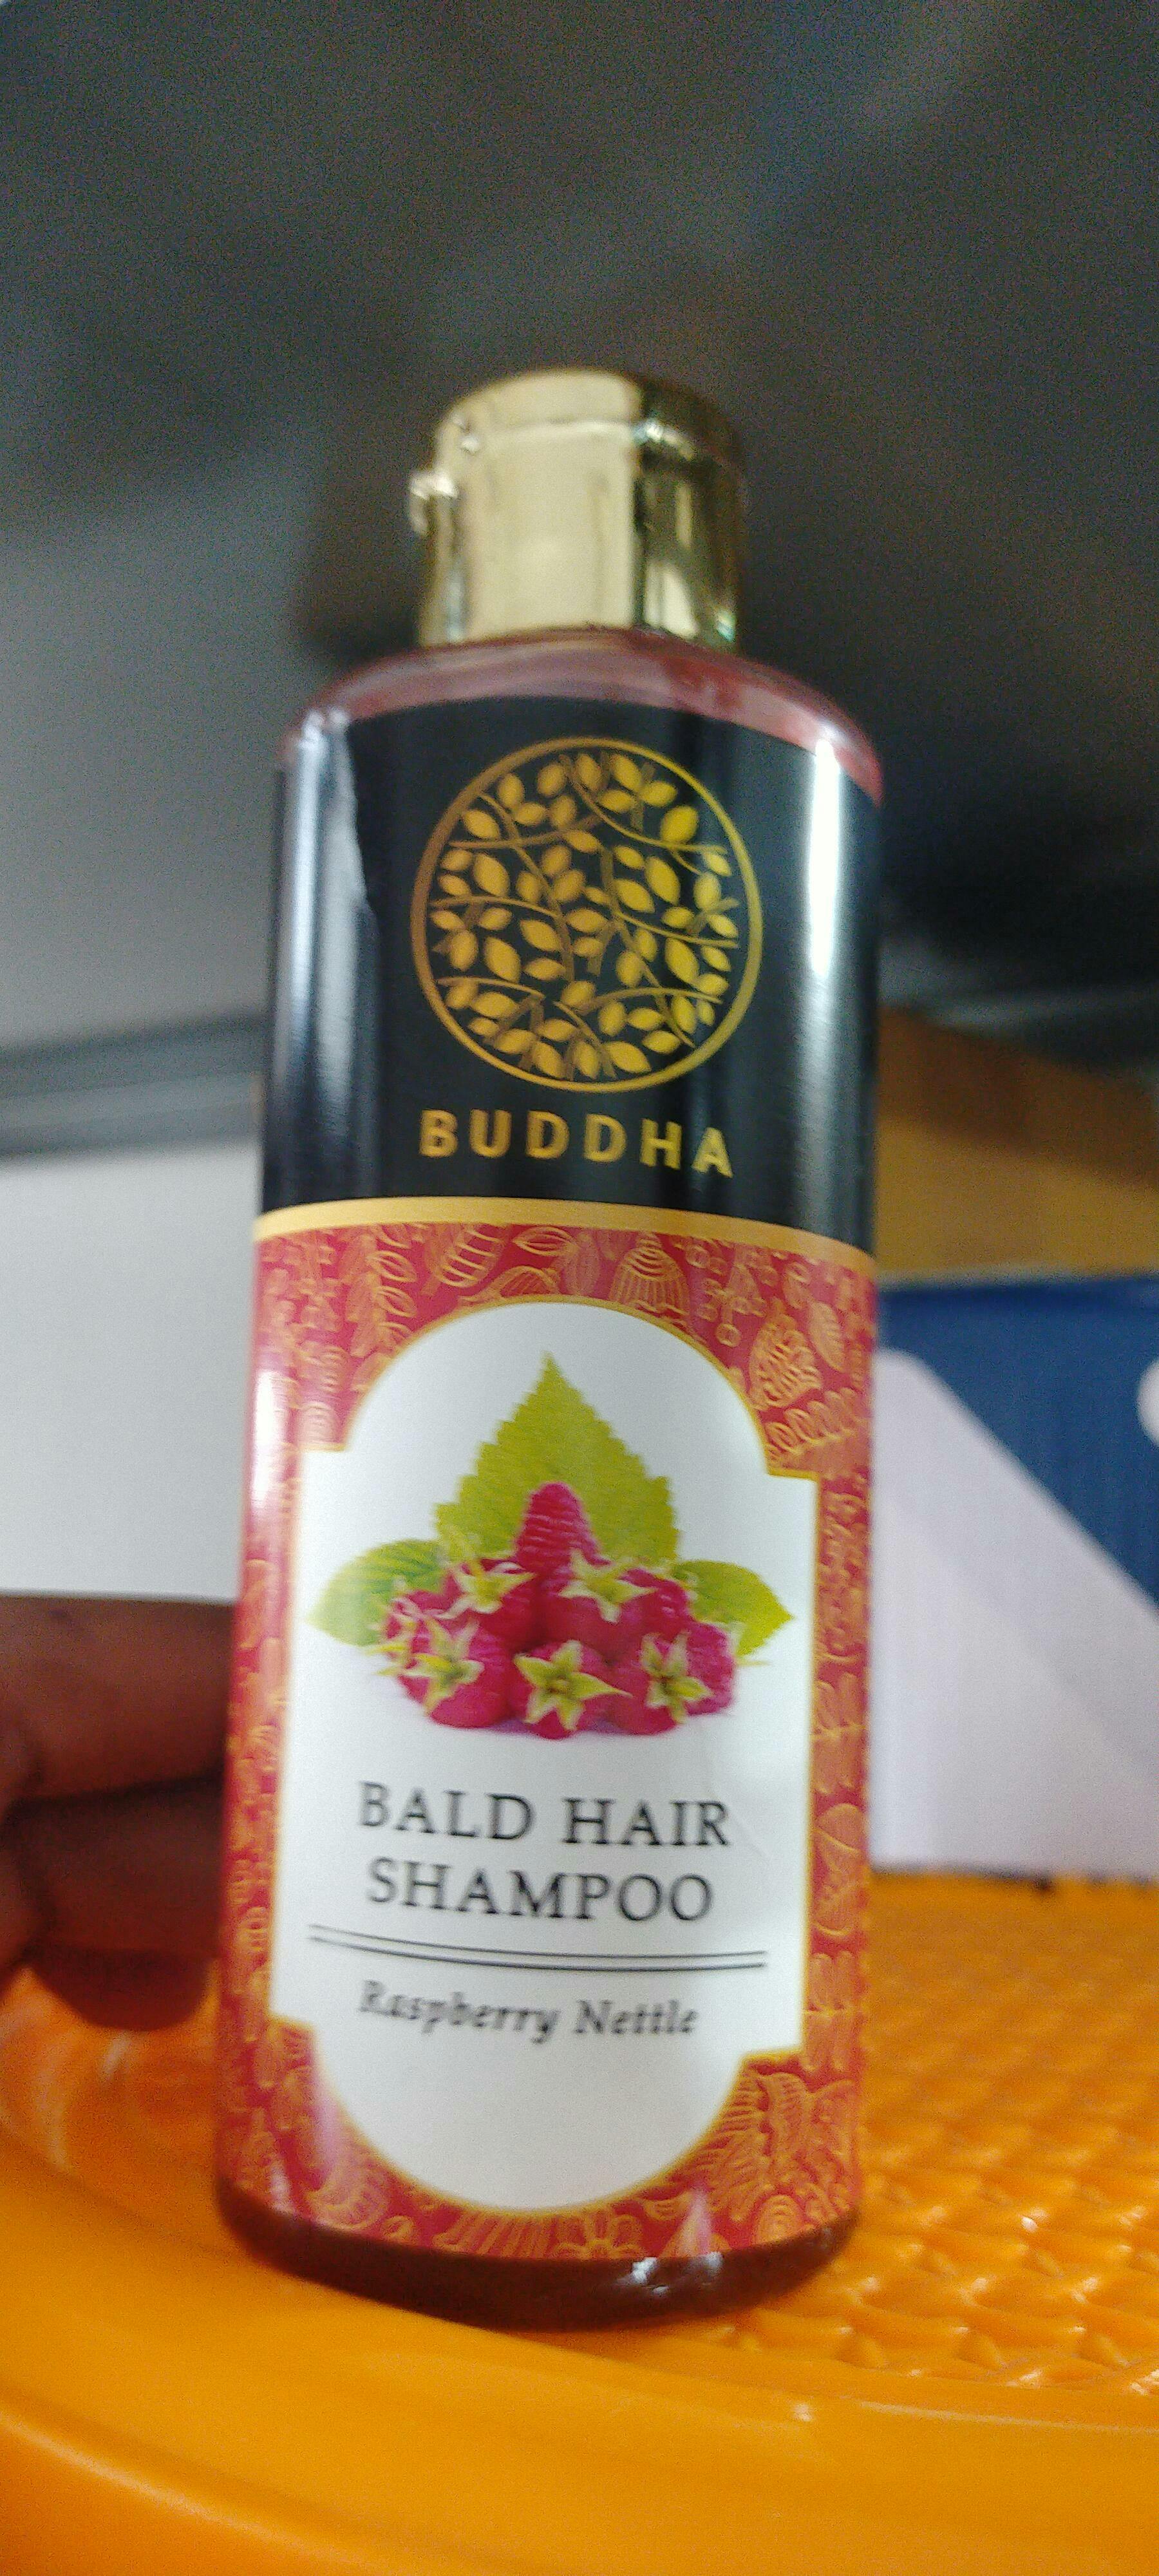 BUDDHA
BALD HAIR
SHAMPOO
Raspberry Nettle